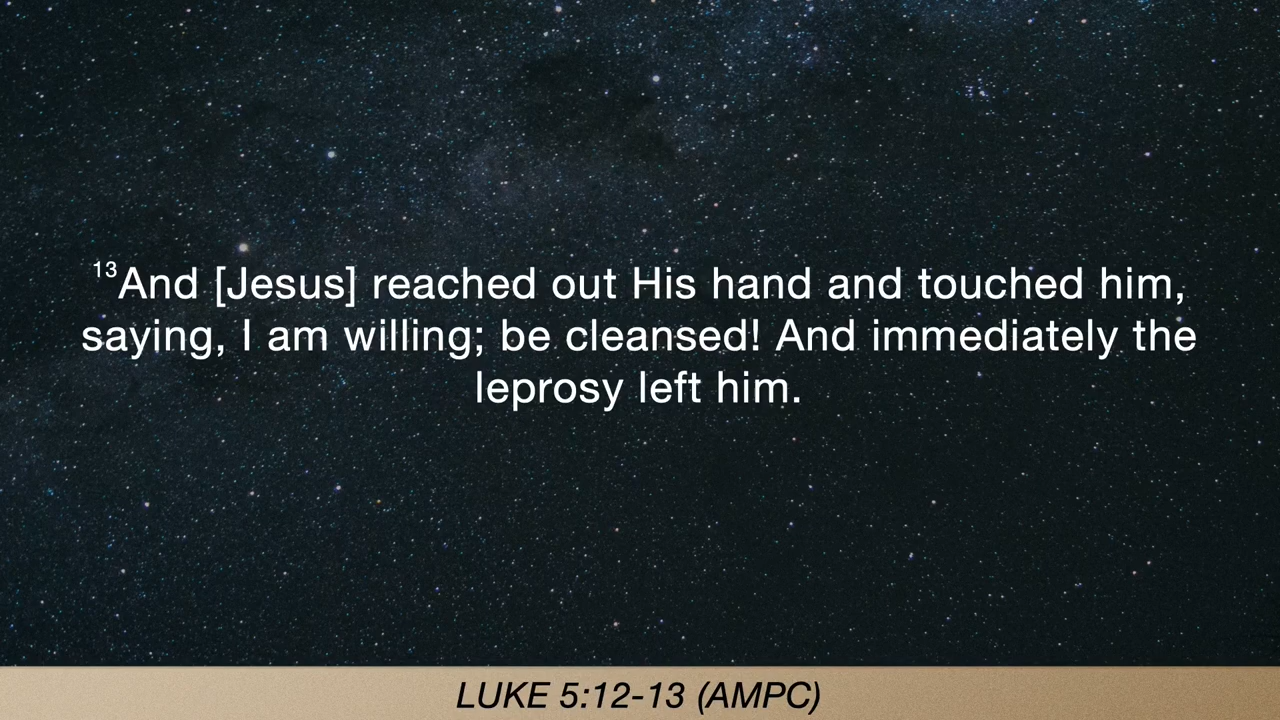 13And [Jesus] reached out His hand and touched him,
saying, I am willing; be cleansed! And immediately the
leprosy left him.
LUKE 5:12-13 (AMPC)